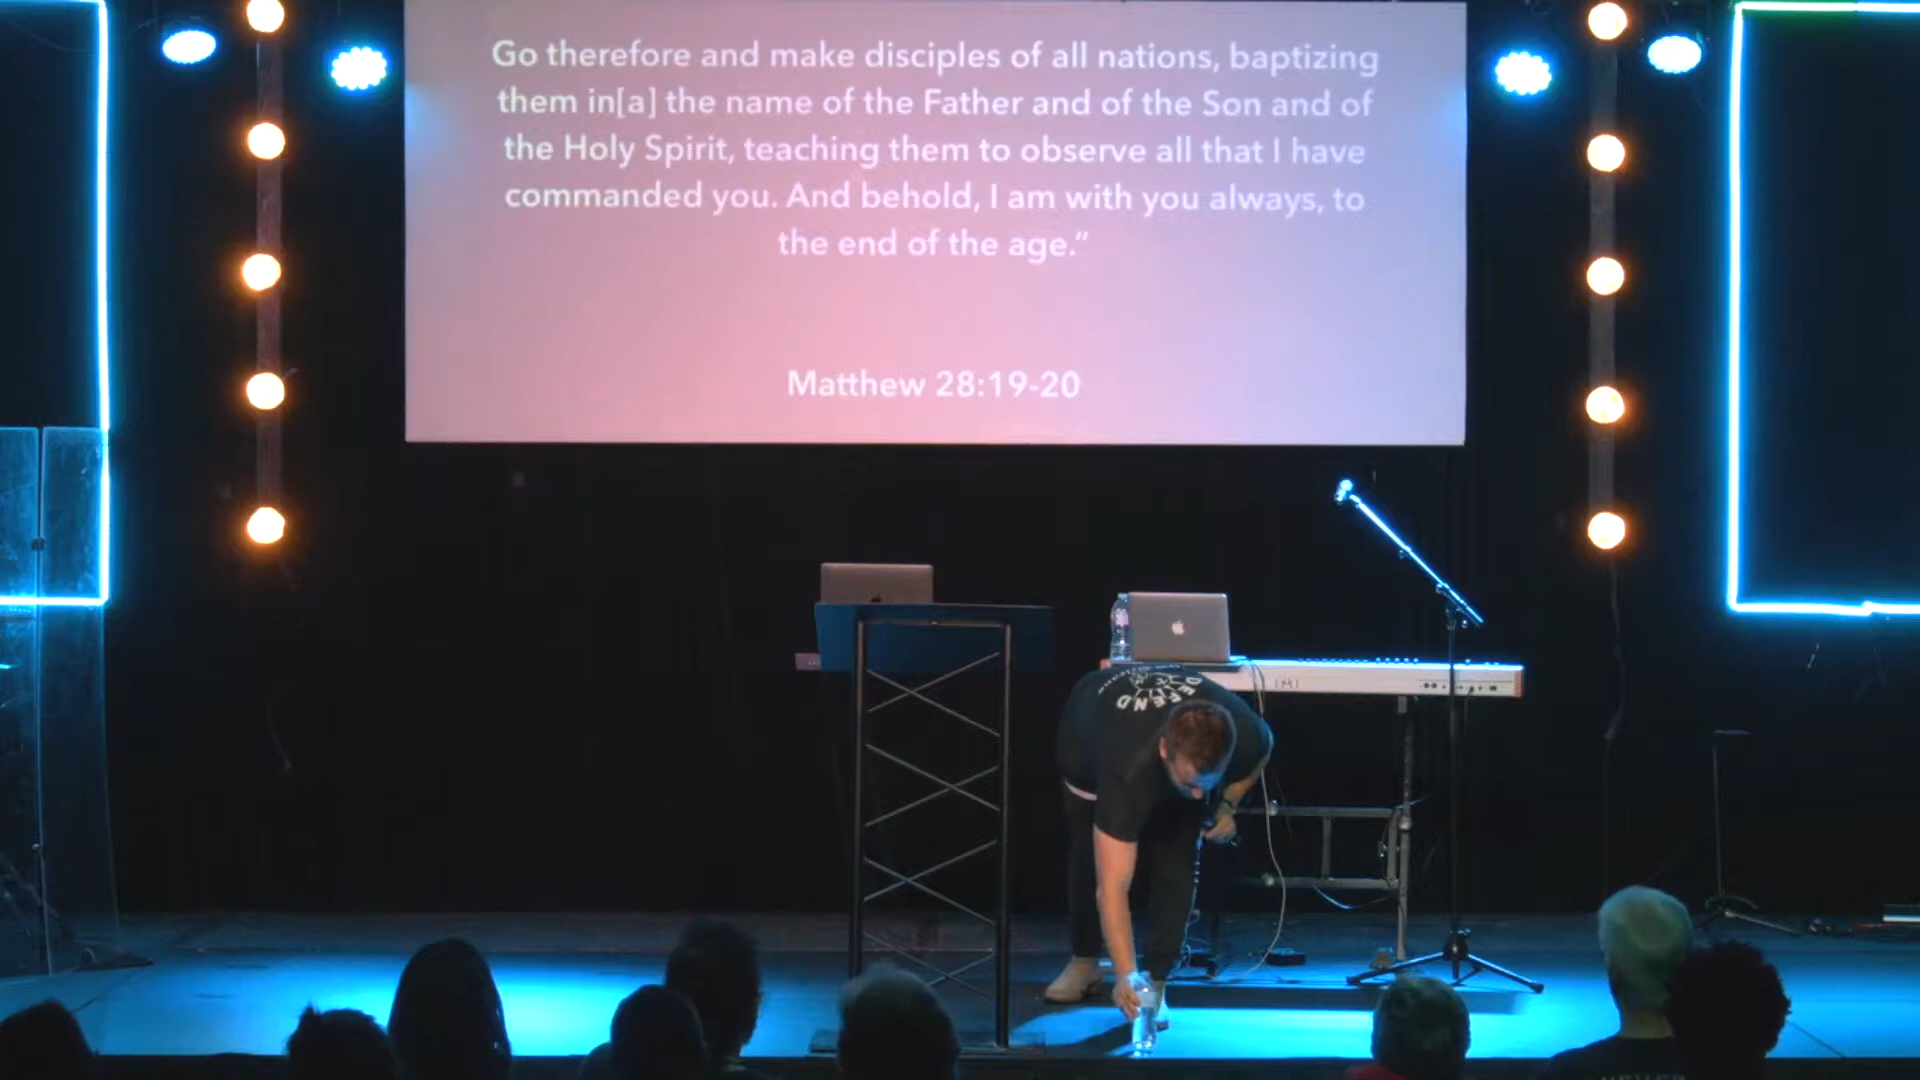 Go therefore and make disciples of all nations, baptizing
them in[a] the name of the Father and of the Son and of
the Holy Spirit, teaching them to observe all that I have
commanded you. And behold, I am with you always, to
the end of the age.”
Matthew 28:19-20
DEFEND